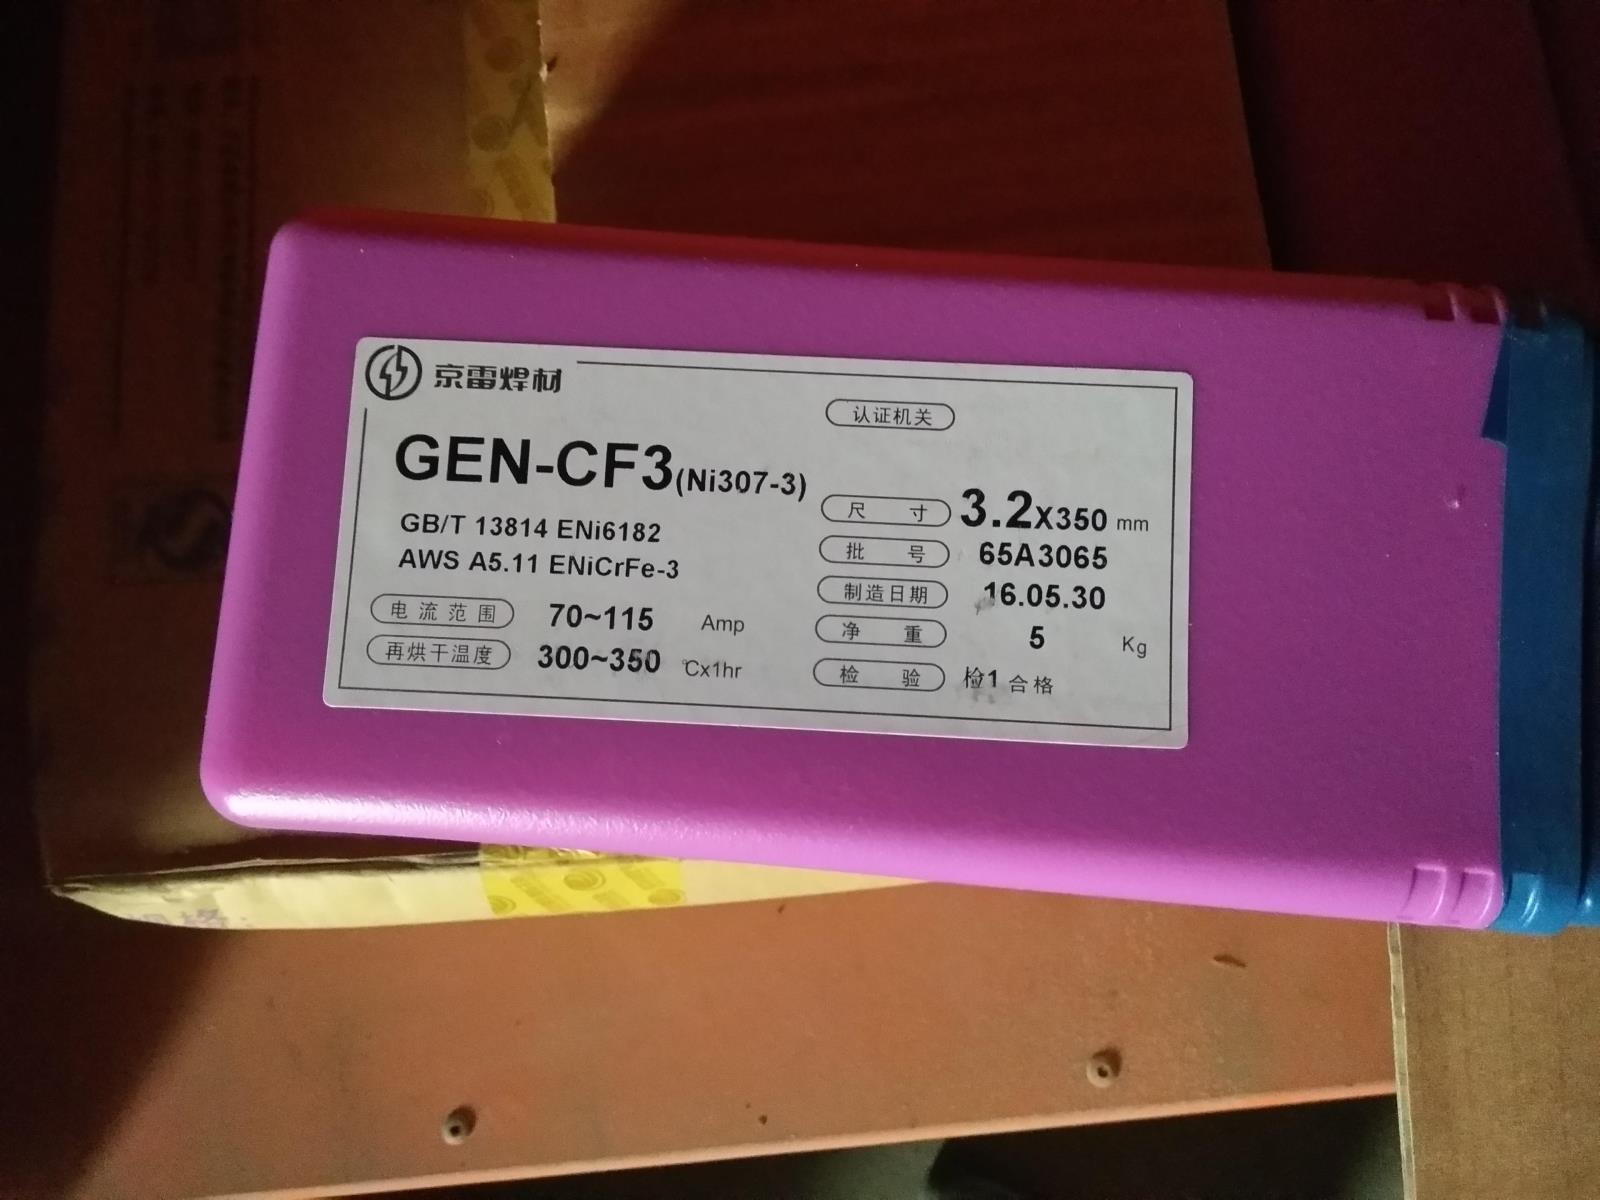 京雷焊材
GEN-CF3(Ni307-3)
GB/T 13814 ENi6182
AWS A5.11 ENiCrFe-3
电流范围 70~115 Amp
再烘干温度 300~350 ℃x1hr
认证机关
尺寸 3.2X350 mm
批号 65A3065
制造日期 16.05.30
净重 5 Kg
检验 检1 合格